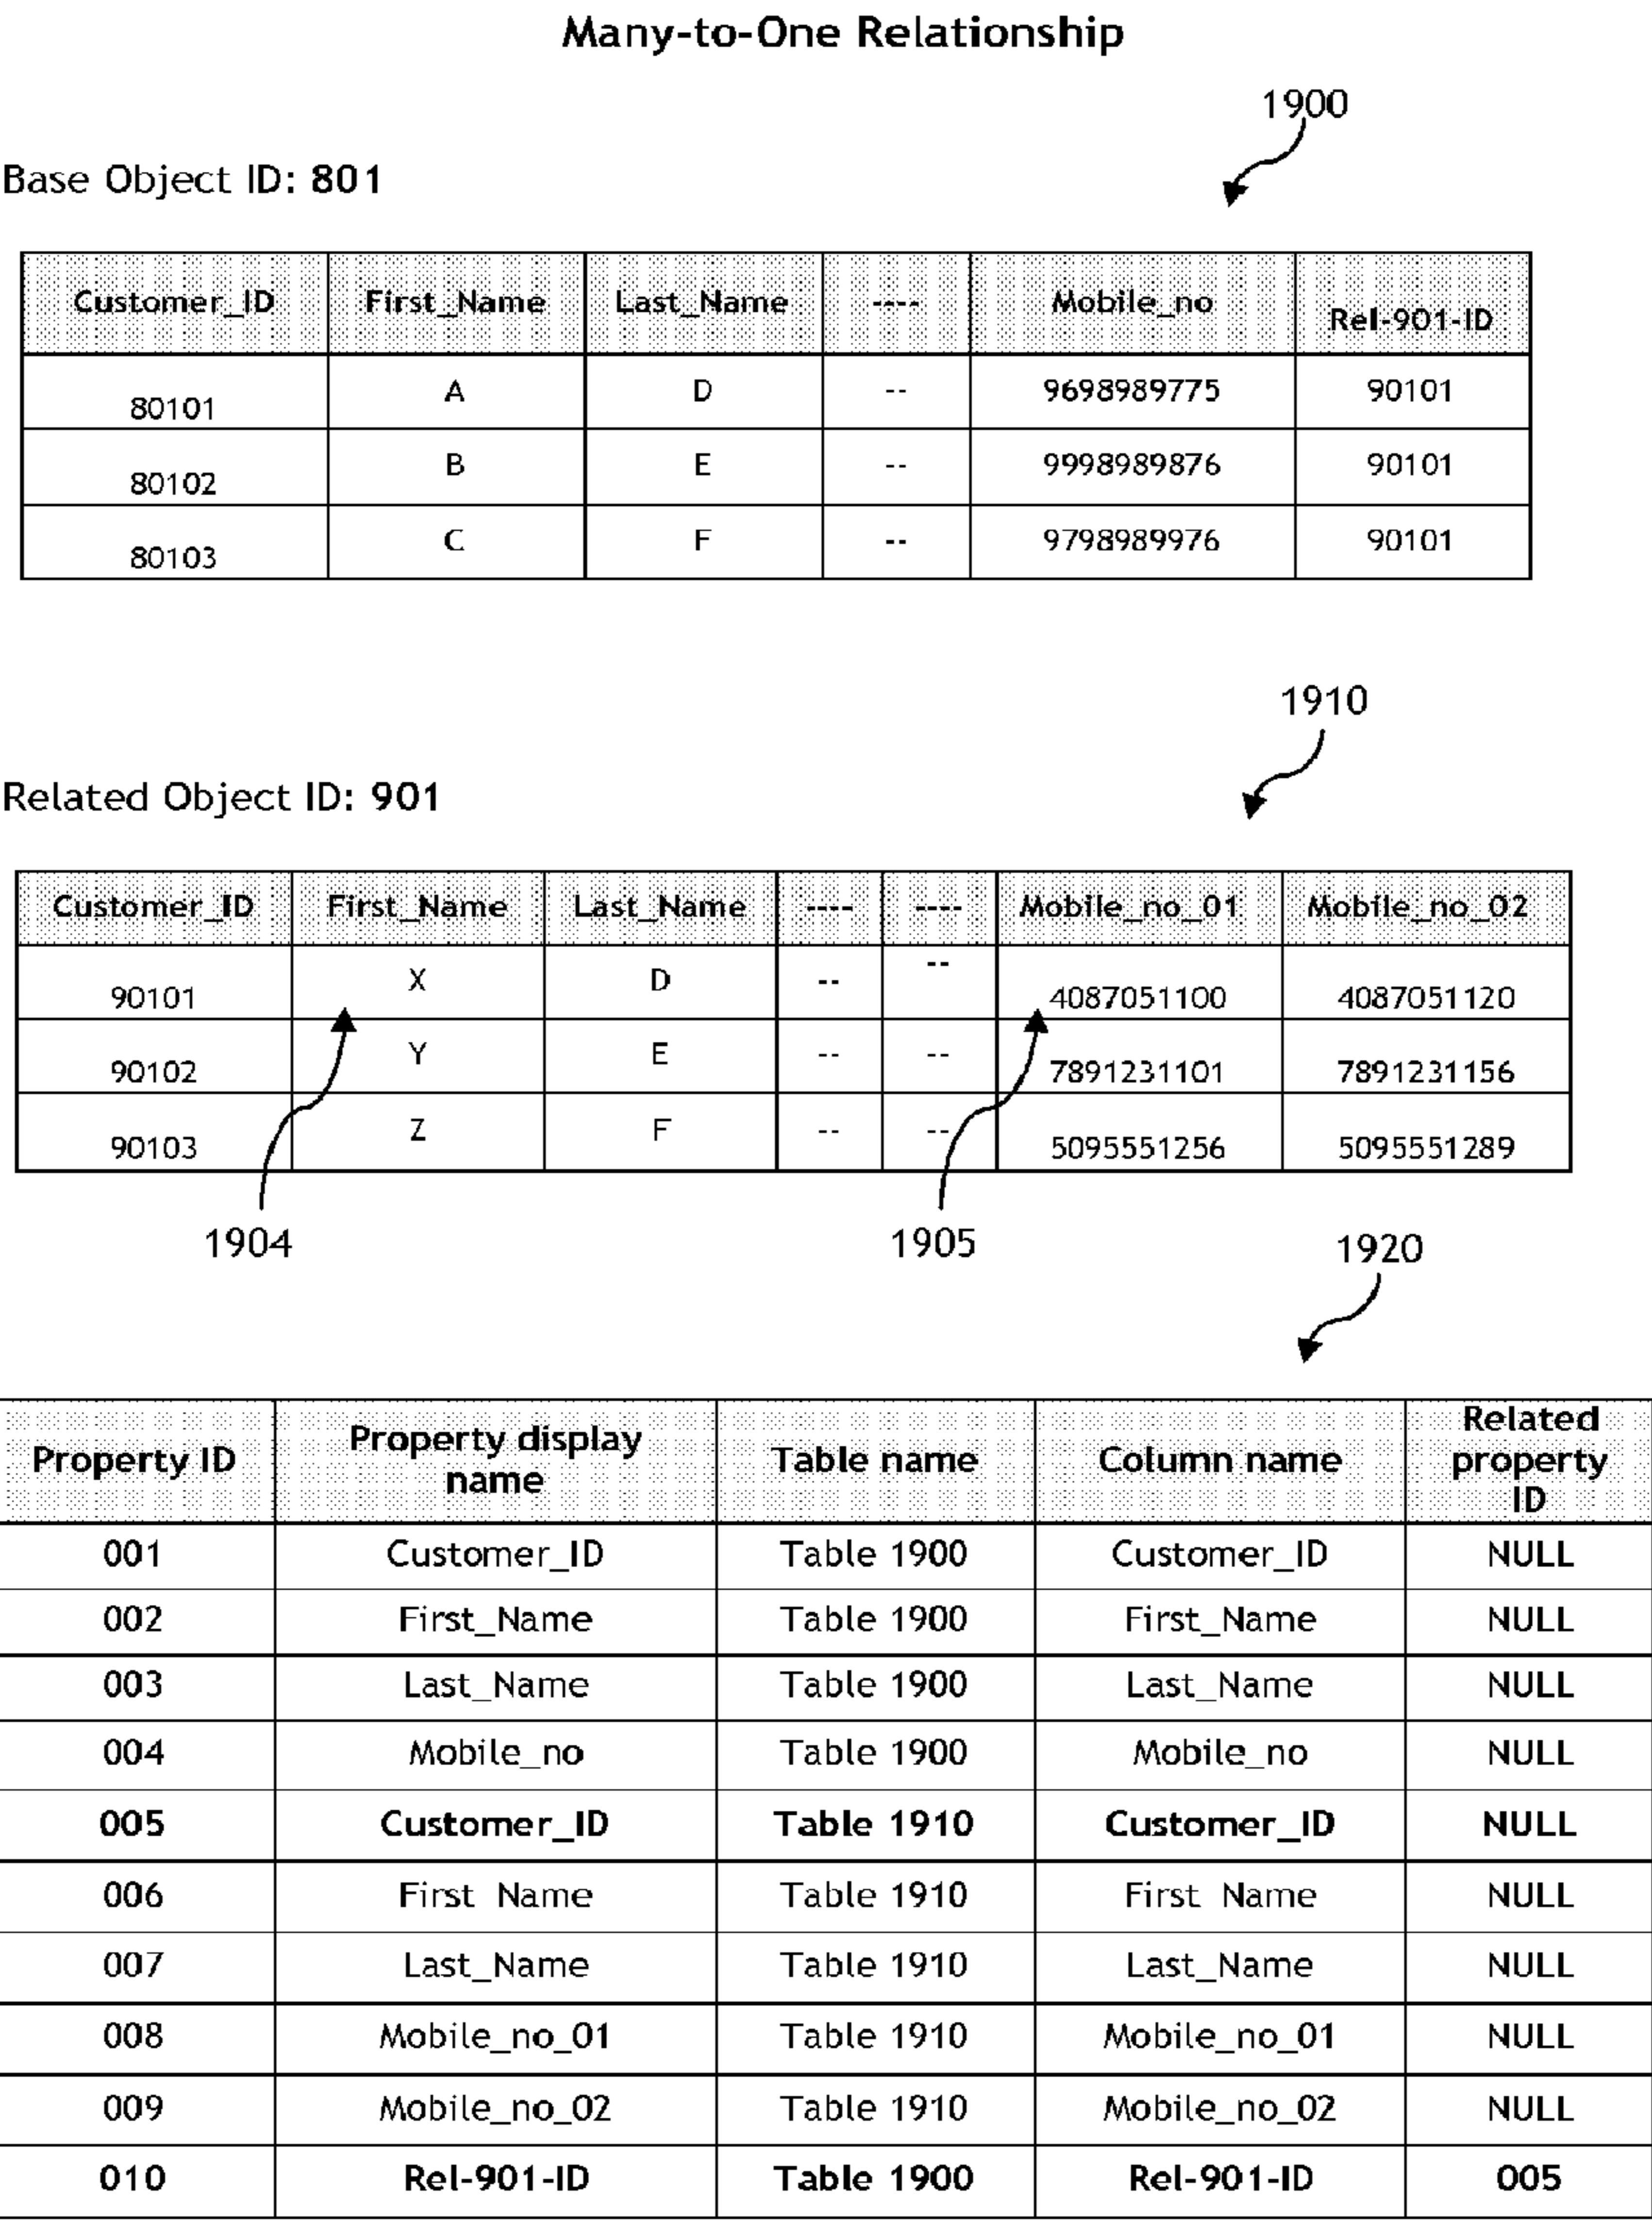 Many-to-One Relationship
1900
Base Object ID: 801
Customer_ID First_Name Last_Name ---- Mobile_no Rel-901-ID
80101 A D -- 9698989775 90101
80102 B E -- 9998989876 90101
80103 C F -- 9798989976 90101
1910
Related Object ID: 901
Customer_ID First_Name Last_Name ---- ---- Mobile_no_01 Mobile_no_02
90101 X D -- -- 4087051100 4087051120
90102 Y E -- -- 7891231101 7891231156
90103 Z F -- -- 5095551256 5095551289
1904 1905
1920
Property ID Property display name Table name Column name Related property ID
001 Customer_ID Table 1900 Customer_ID NULL
002 First_Name Table 1900 First_Name NULL
003 Last_Name Table 1900 Last_Name NULL
004 Mobile_no Table 1900 Mobile_no NULL
005 Customer_ID Table 1910 Customer_ID NULL
006 First Name Table 1910 First Name NULL
007 Last_Name Table 1910 Last_Name NULL
008 Mobile_no_01 Table 1910 Mobile_no_01 NULL
009 Mobile_no_02 Table 1910 Mobile_no_02 NULL
010 Rel-901-ID Table 1900 Rel-901-ID 005